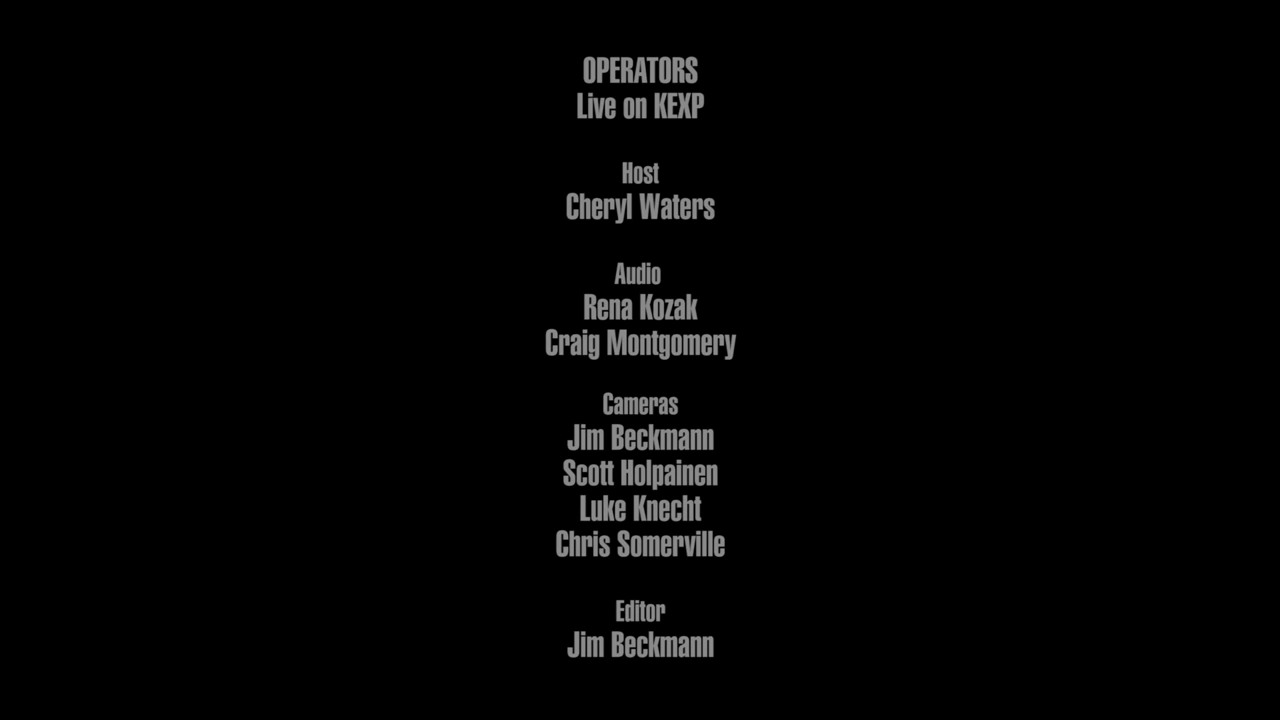 OPERATORS
Live on KEXP
Host
Cheryl Waters
Audio
Rena Kozak
Craig Montgomery
Cameras
Jim Beckmann
Scott Holpainen
Luke Knecht
Chris Somerville
Editor
Jim Beckmann